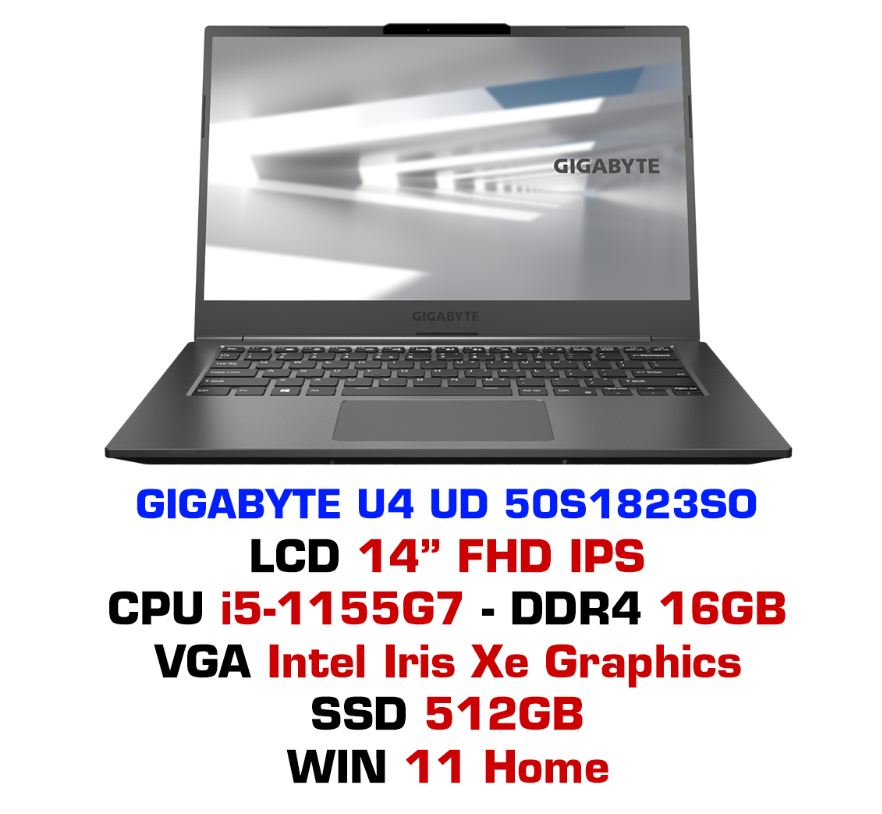 GIGABYTE
GIGABYTE
GIGABYTE U4 UD 50S1823SO
LCD 14” FHD IPS
CPU i5-1155G7 - DDR4 16GB
VGA Intel Iris Xe Graphics
SSD 512GB
WIN 11 Home